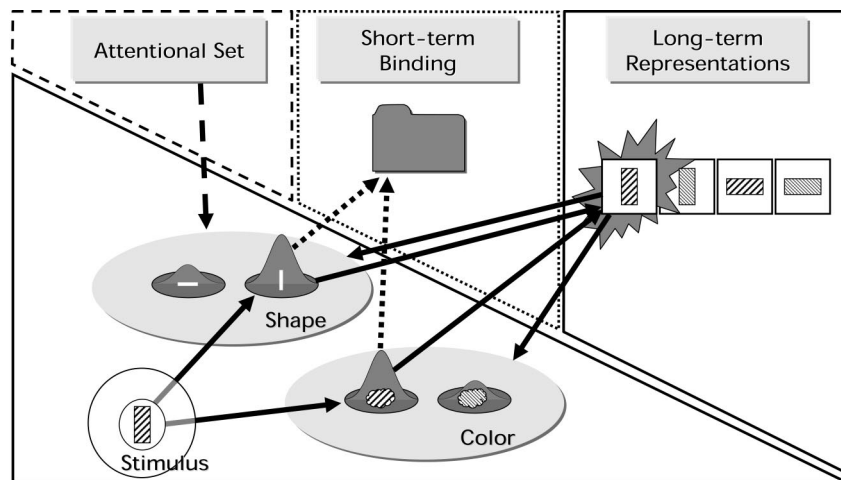 Attentional Set
Short-term
Binding
Long-term
Representations
Shape
Color
Stimulus